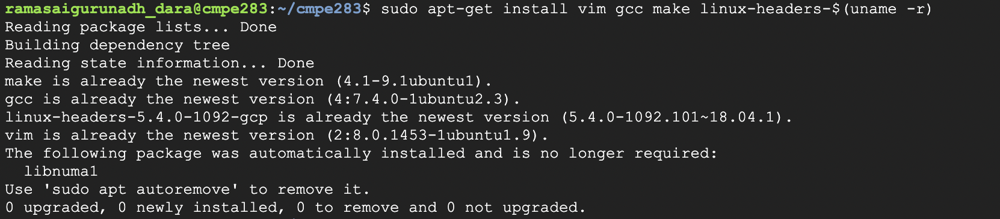 ramasaigurunadh_dara@cmpe283:~/cmpe283$ sudo apt-get install vim gcc make linux-headers-$(uname -r)
Reading package lists... Done
Building dependency tree
Reading state information... Done
make is already the newest version (4.1-9.1ubuntu1).
gcc is already the newest version (4:7.4.0-1ubuntu2.3).
linux-headers-5.4.0-1092-gcp is already the newest version (5.4.0-1092.101~18.04.1).
vim is already the newest version (2:8.0.1453-1ubuntu1.9).
The following package was automatically installed and is no longer required:
  libnuma1
Use 'sudo apt autoremove' to remove it.
0 upgraded, 0 newly installed, 0 to remove and 0 not upgraded.